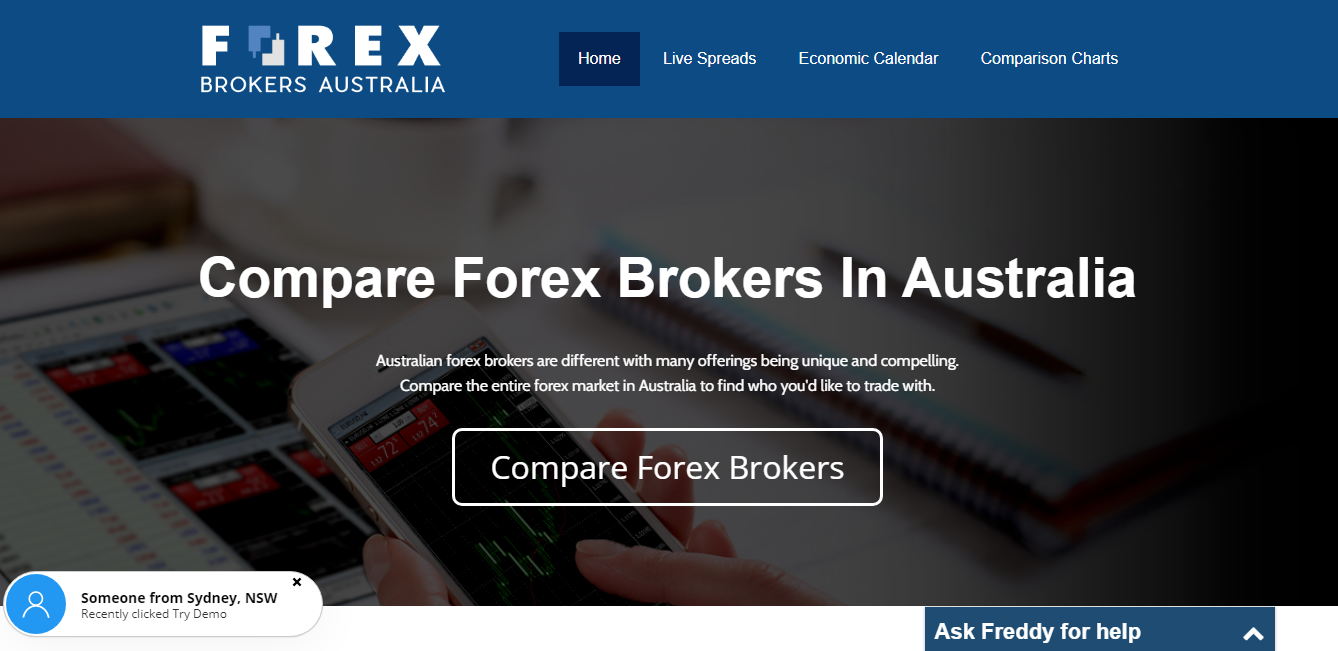 FOREX
BROKERS AUSTRALIA
Home
Live Spreads
Economic Calendar
Comparison Charts
Compare Forex Brokers In Australia
Australian forex brokers are different with many offerings being unique and compelling.
Compare the entire forex market in Australia to find who you'd like to trade with.
Compare Forex Brokers
Someone from Sydney, NSW
Recently clicked Try Demo
Ask Freddy for help